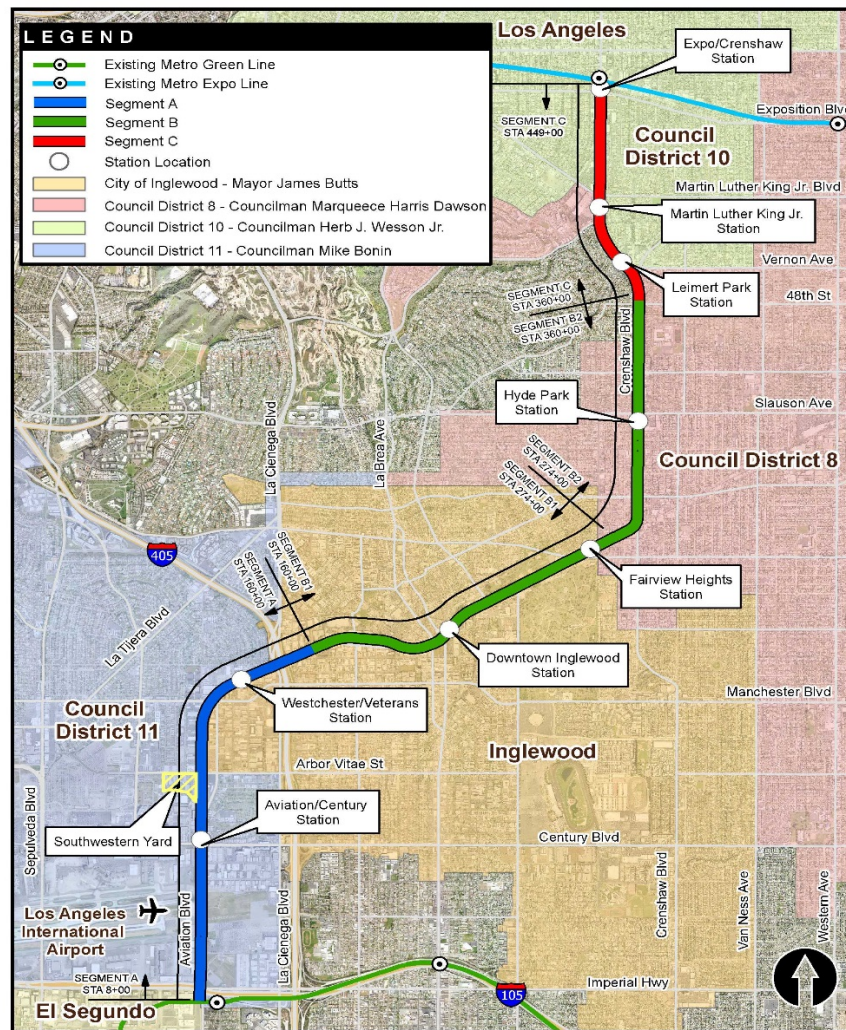 LEGEND
Existing Metro Green Line
Existing Metro Expo Line
Segment A
Segment B
Segment C
Station Location
City of Inglewood - Mayor James Butts
Council District 8 - Councilman Marqueece Harris Dawson
Council District 10 - Councilman Herb J. Wesson Jr.
Council District 11 - Councilman Mike Bonin
Los Angeles
Expo/Crenshaw
Station
SEGMENT C
STA 449+00
Exposition Blvd
Council
District 10
Martin Luther King Jr. Blvd
Martin Luther King Jr.
Station
Vernon Ave
Leimert Park
Station
48th St
SEGMENT C
STA 360+00
SEGMENT B2
STA 360+00
Crenshaw Blvd
La Cienega Blvd
La Brea Ave
Hyde Park
Station
Slauson Ave
Council District 8
SEGMENT B2
STA 274+00
SEGMENT B1
STA 274+00
405
SEGMENT B1
STA 160+00
SEGMENT A
STA 160+00
Fairview Heights
Station
La Tijera Blvd
Downtown Inglewood
Station
Council
District 11
Westchester/Veterans
Station
Manchester Blvd
Inglewood
Arbor Vitae St
Southwestern Yard
Aviation/Century
Station
Century Blvd
Sepulveda Blvd
Aviation Blvd
La Cienega Blvd
Crenshaw Blvd
Van Ness Ave
Western Ave
Los Angeles
International
Airport
SEGMENT A
STA 8+00
Imperial Hwy
105
El Segundo